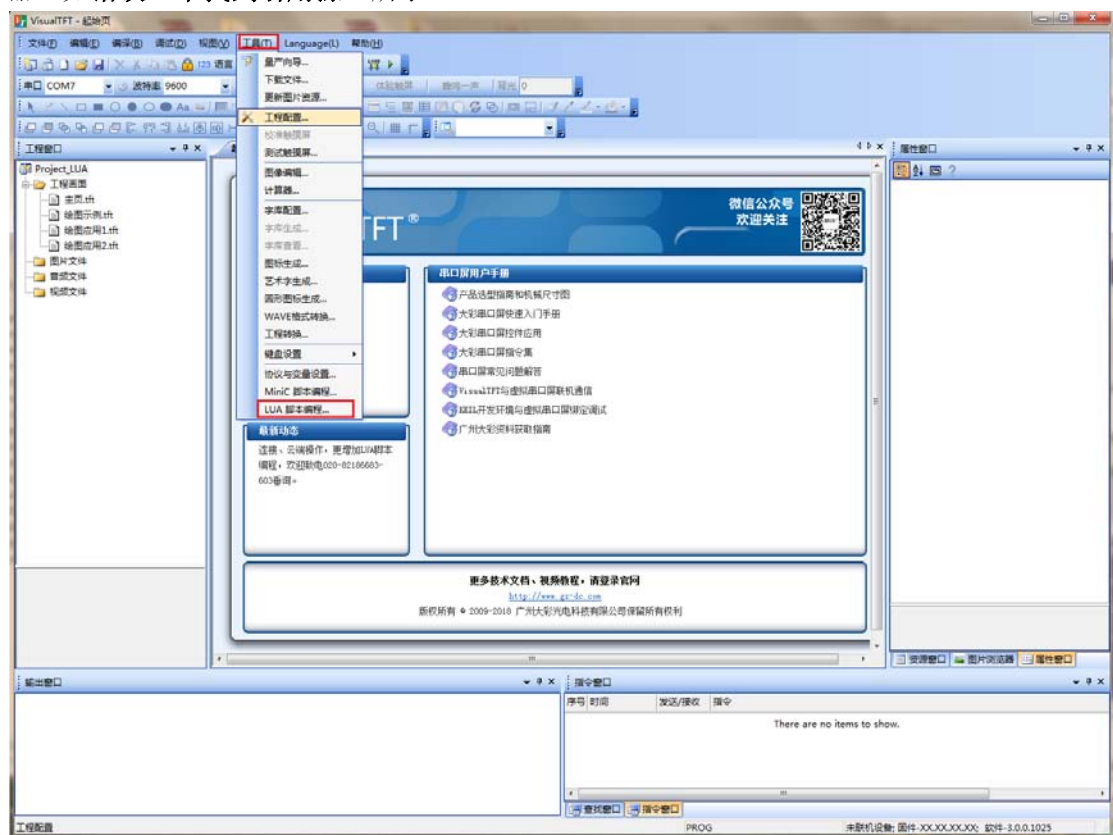 VisualTFT - 起始页
文件(F) 编辑(E) 编译(B) 调试(D) 视图(V) 工具(T) Language(L) 帮助(H)
123 语言
串口 COM7 波特率 9600 背光 0
量产向导...
下载文件...
更新图片资源...
工程配置...
校准触摸屏
测试触摸屏...
图像编辑...
计算器...
字库配置...
字库生成...
字库查看...
图标生成...
艺术字生成...
圆形图标生成...
WAVE格式转换...
工程转换...
键盘设置
协议与变量设置...
MiniC 脚本编程...
LUA 脚本编程...
工程窗口
Project_LUA
工程画面
主页.tft
绘图示例.tft
绘图应用1.tft
绘图应用2.tft
图片文件
音频文件
视频文件
TFT®
微信公众号
欢迎关注
串口屏用户手册
产品选型指南和机械尺寸图
大彩串口屏快速入门手册
大彩串口屏控件应用
大彩串口屏指令集
串口屏常见问题解答
VisualTFT与虚拟串口屏联机通信
KEIL开发环境与虚拟串口屏绑定调试
广州大彩资料获取指南
最新动态
连接、云端操作，更增加LUA脚本
编程，欢迎致电020-82186683-
603垂询。
更多技术文档、视频教程，请登录官网
http://www.gz-dc.com
版权所有 © 2009-2018 广州大彩光电科技有限公司保留所有权利
属性窗口
资源窗口 图片浏览器 属性窗口
输出窗口
指令窗口
序号 时间 发送/接收 指令
There are no items to show.
查找窗口 指令窗口
工程配置 PROG 未联机设备; 固件-XX.XX.XX.XX; 软件-3.0.0.1025